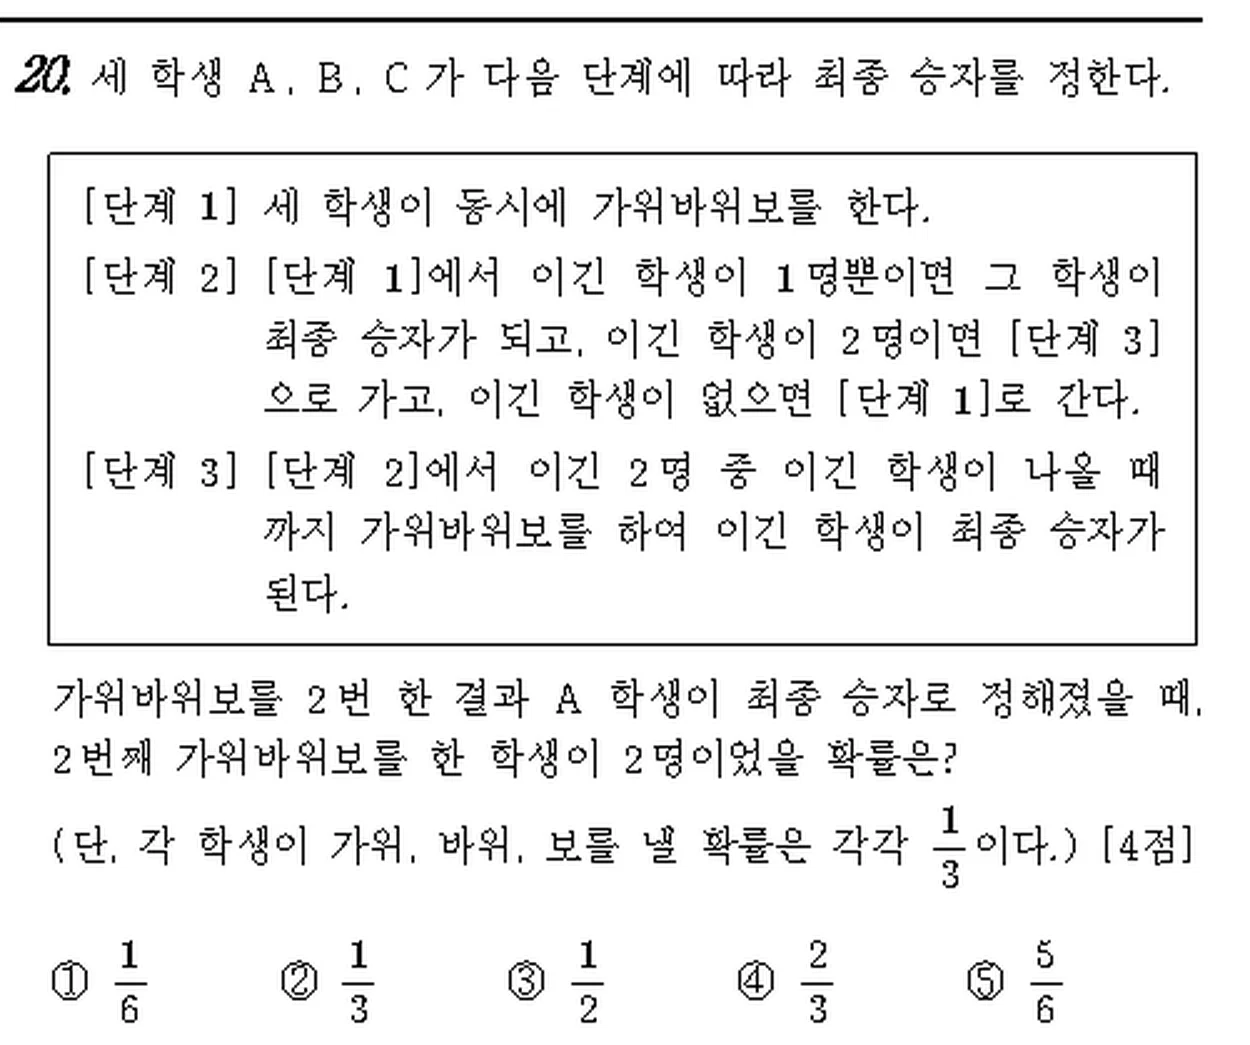 20. 세 학생 A, B, C가 다음 단계에 따라 최종 승자를 정한다.
[단계 1] 세 학생이 동시에 가위바위보를 한다.
[단계 2] [단계 1]에서 이긴 학생이 1명뿐이면 그 학생이
최종 승자가 되고, 이긴 학생이 2명이면 [단계 3]
으로 가고, 이긴 학생이 없으면 [단계 1]로 간다.
[단계 3] [단계 2]에서 이긴 2명 중 이긴 학생이 나올 때
까지 가위바위보를 하여 이긴 학생이 최종 승자가
된다.
가위바위보를 2번 한 결과 A 학생이 최종 승자로 정해졌을 때,
2번째 가위바위보를 한 학생이 2명이었을 확률은?
(단, 각 학생이 가위, 바위, 보를 낼 확률은 각각 1/3이다.) [4점]
① 1/6 ② 1/3 ③ 1/2 ④ 2/3 ⑤ 5/6